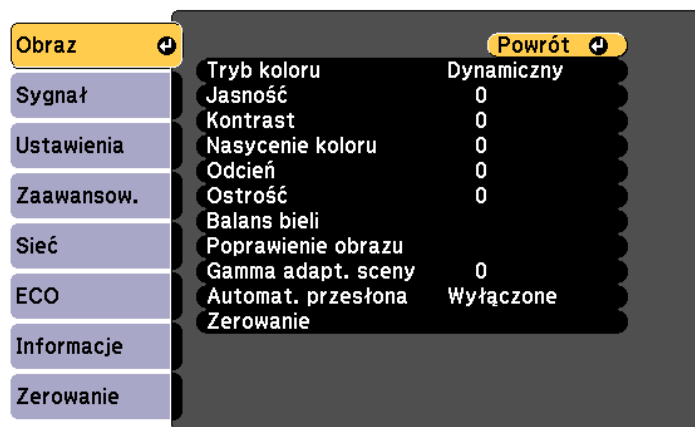 Obraz
Sygnał
Ustawienia
Zaawansow.
Sieć
ECO
Informacje
Zerowanie
Powrót
Tryb koloru Dynamiczny
Jasność 0
Kontrast 0
Nasycenie koloru 0
Odcień 0
Ostrość 0
Balans bieli
Poprawienie obrazu
Gamma adapt. sceny 0
Automat. przesłona Wyłączone
Zerowanie